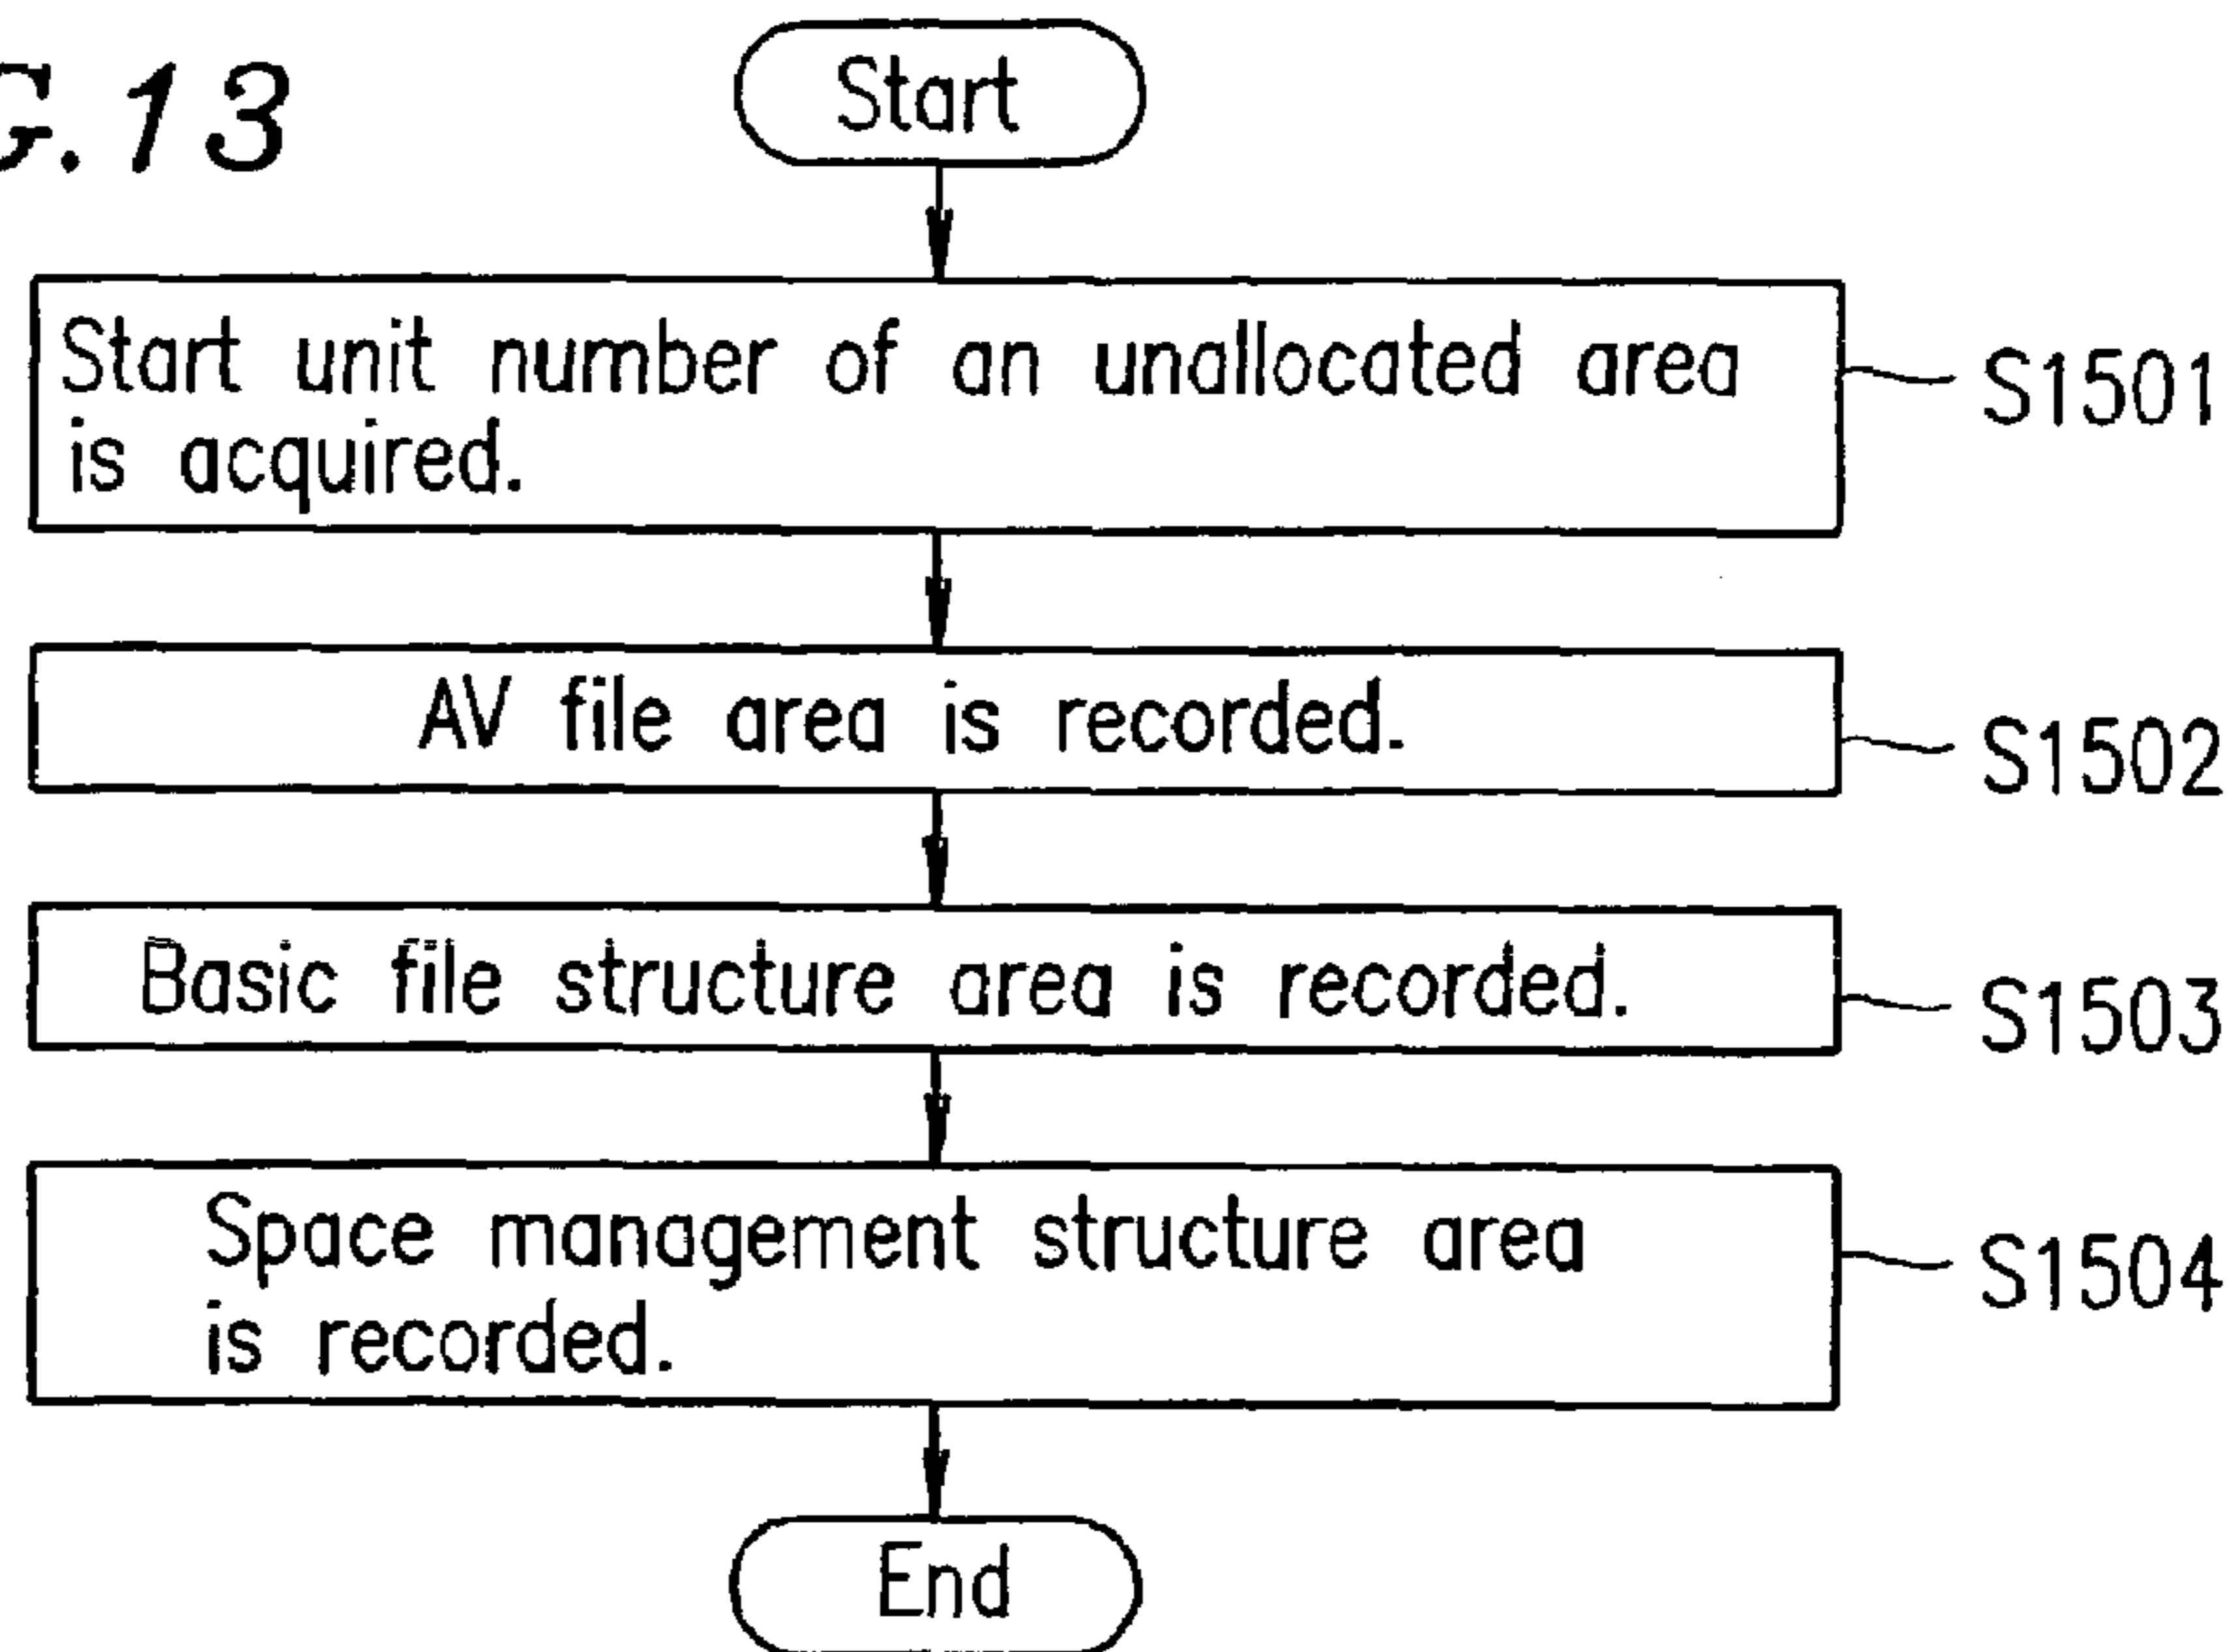 G.13
Start
Start unit number of an unallocated area
is acquired.
S1501
AV file area is recorded.
S1502
Basic file structure area is recorded.
S1503
Space management structure area
is recorded.
S1504
End